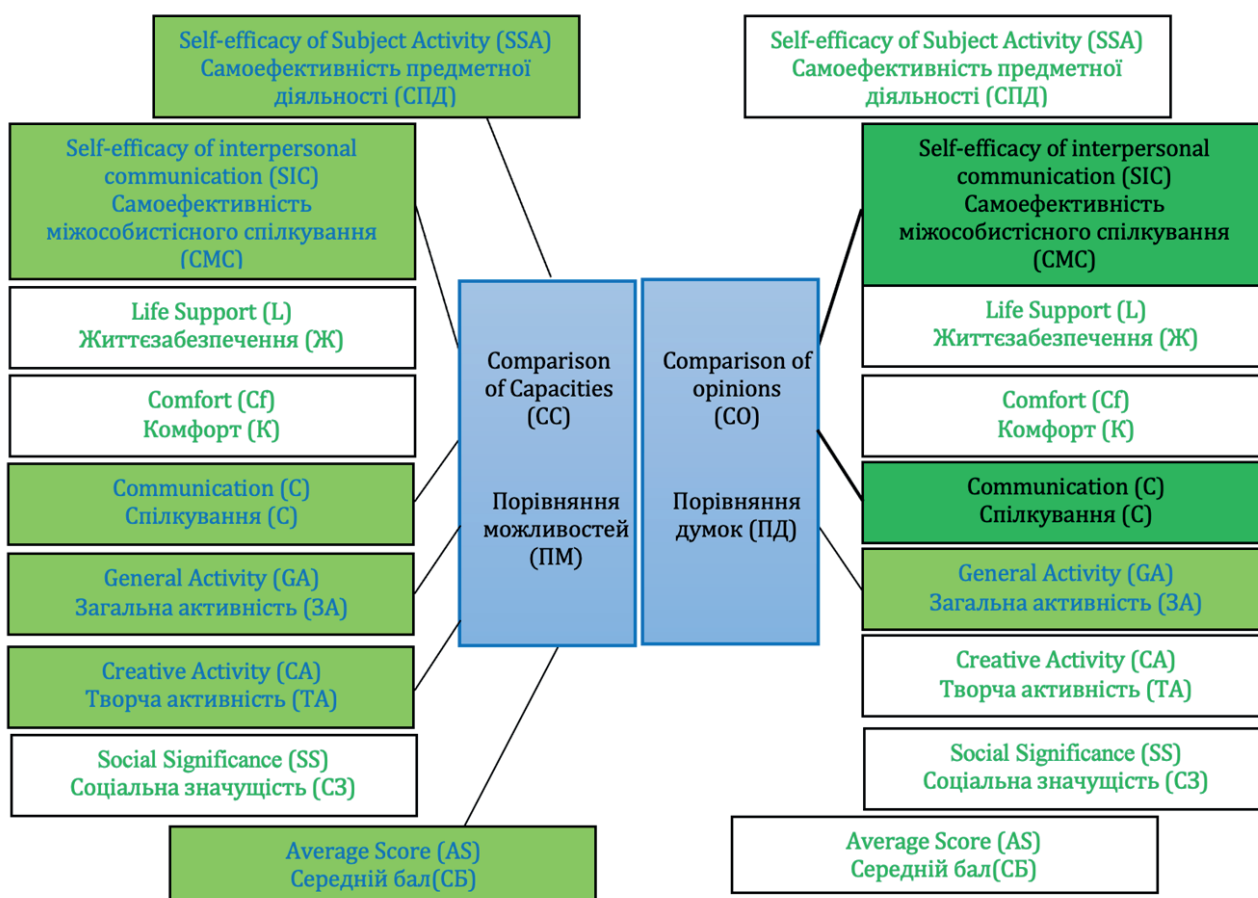 Self-efficacy of Subject Activity (SSA)
Самоефективність предметної
діяльності (СПД)
Self-efficacy of interpersonal
communication (SIC)
Самоефективність
міжособистісного спілкування
(СМС)
Life Support (L)
Життєзабезпечення (Ж)
Comfort (Cf)
Комфорт (К)
Communication (C)
Спілкування (С)
General Activity (GA)
Загальна активність (ЗА)
Creative Activity (CA)
Творча активність (ТА)
Social Significance (SS)
Соціальна значущість (СЗ)
Average Score (AS)
Середній бал(СБ)
Comparison
of Capacities
(CC)
Порівняння
можливостей
(ПМ)
Comparison of
opinions
(CO)
Порівняння
думок (ПД)
Self-efficacy of Subject Activity (SSA)
Самоефективність предметної
діяльності (СПД)
Self-efficacy of interpersonal
communication (SIC)
Самоефективність
міжособистісного спілкування
(СМС)
Life Support (L)
Життєзабезпечення (Ж)
Comfort (Cf)
Комфорт (К)
Communication (C)
Спілкування (С)
General Activity (GA)
Загальна активність (ЗА)
Creative Activity (CA)
Творча активність (ТА)
Social Significance (SS)
Соціальна значущість (СЗ)
Average Score (AS)
Середній бал(СБ)